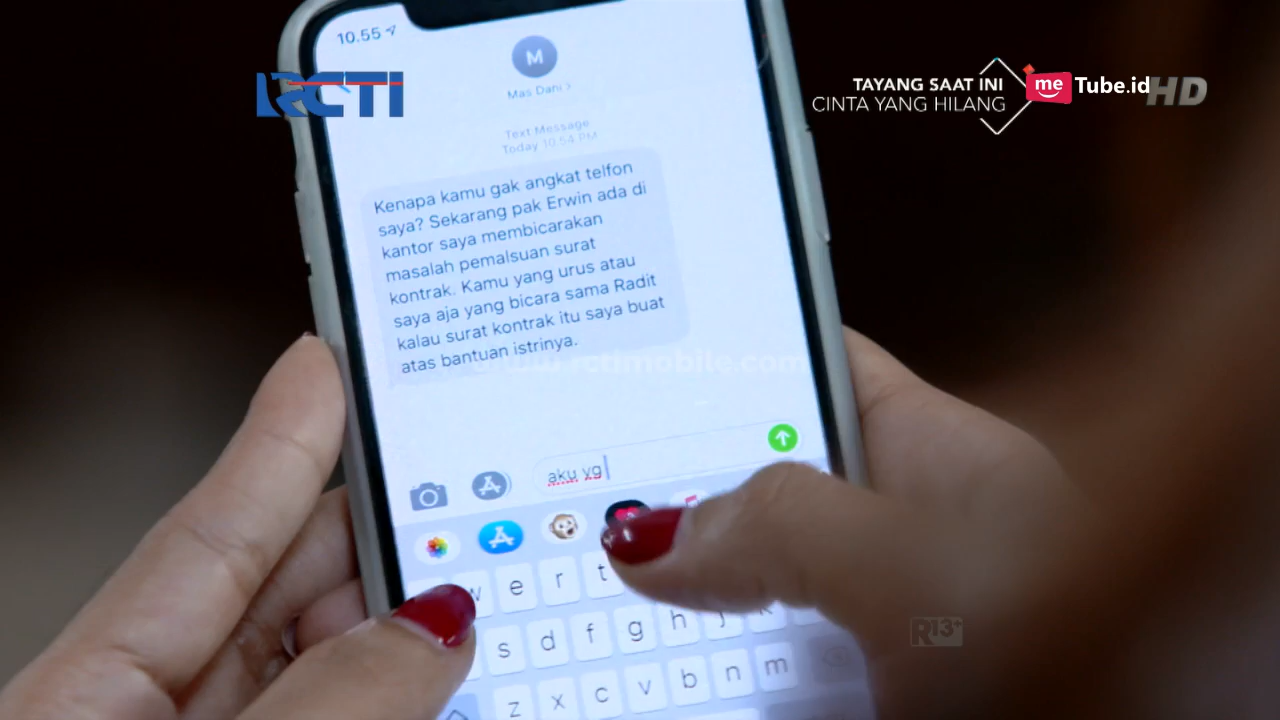 10.55
RCTI
M
Mas Dani >
TAYANG SAAT INI
CINTA YANG HILANG
me Tube.id
HD
Text Message
Today 10.54 PM
Kenapa kamu gak angkat telfon
saya? Sekarang pak Erwin ada di
kantor saya membicarakan
masalah pemalsuan surat
kontrak. Kamu yang urus atau
saya aja yang bicara sama Radit
kalau surat kontrak itu saya buat
atas bantuan istrinya.
www.rctimobile.com
aku yg
w e r t
s d f g h j k
z x c v b n m
R13+